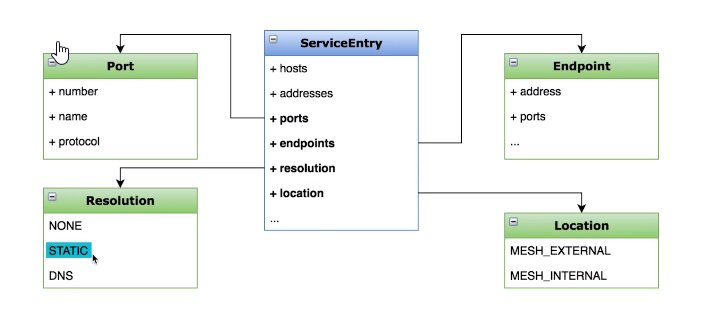 ServiceEntry
+ hosts
+ addresses
+ ports
+ endpoints
+ resolution
+ location
...
Port
+ number
+ name
+ protocol
Resolution
NONE
STATIC
DNS
Endpoint
+ address
+ ports
...
Location
MESH_EXTERNAL
MESH_INTERNAL